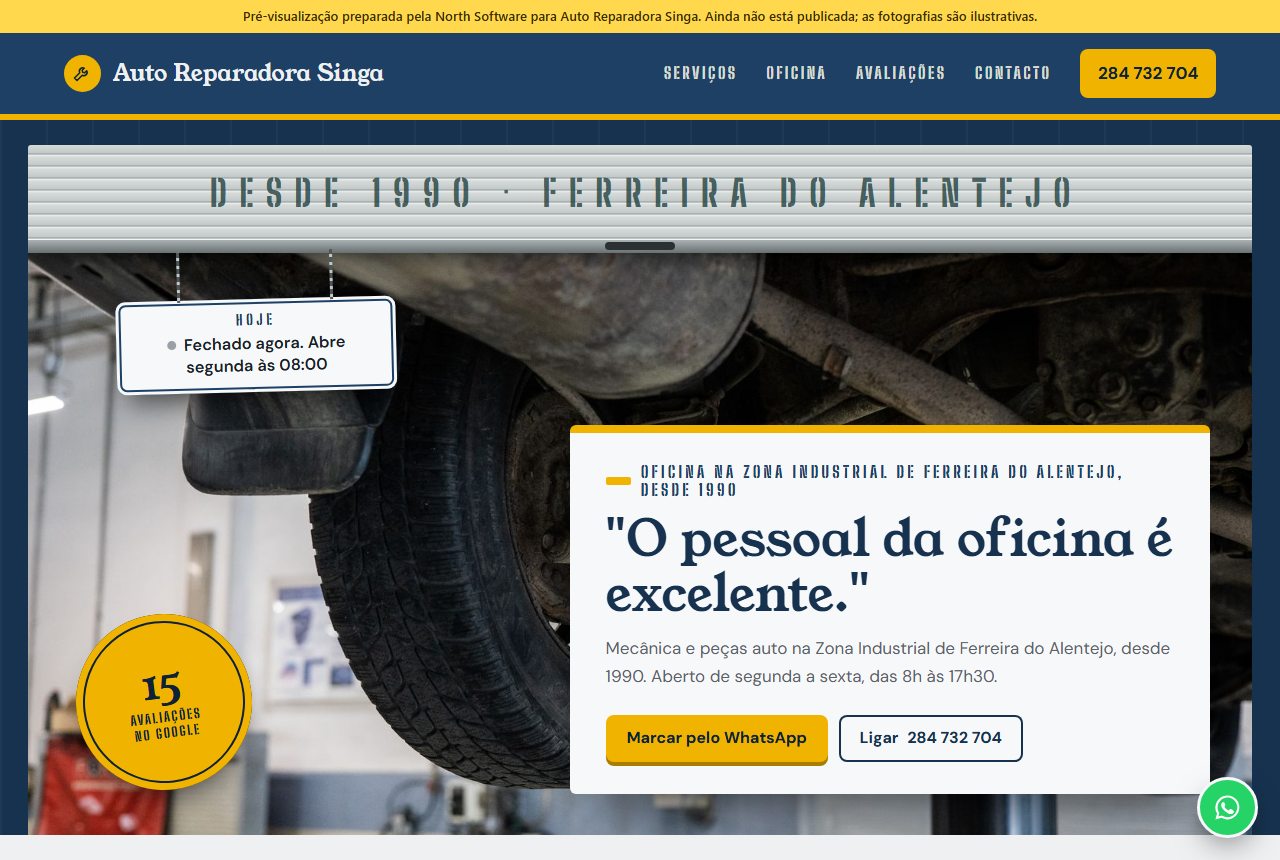 Pré-visualização preparada pela North Software para Auto Reparadora Singa. Ainda não está publicada; as fotografias são ilustrativas.
Auto Reparadora Singa
SERVIÇOS
OFICINA
AVALIAÇÕES
CONTACTO
284 732 704
DESDE 1990 · FERREIRA DO ALENTEJO
HOJE
Fechado agora. Abre
segunda às 08:00
OFICINA NA ZONA INDUSTRIAL DE FERREIRA DO ALENTEJO,
DESDE 1990
"O pessoal da oficina é
excelente."
Mecânica e peças auto na Zona Industrial de Ferreira do Alentejo, desde
1990. Aberto de segunda a sexta, das 8h às 17h30.
Marcar pelo WhatsApp
Ligar 284 732 704
15
AVALIAÇÕES
NO GOOGLE